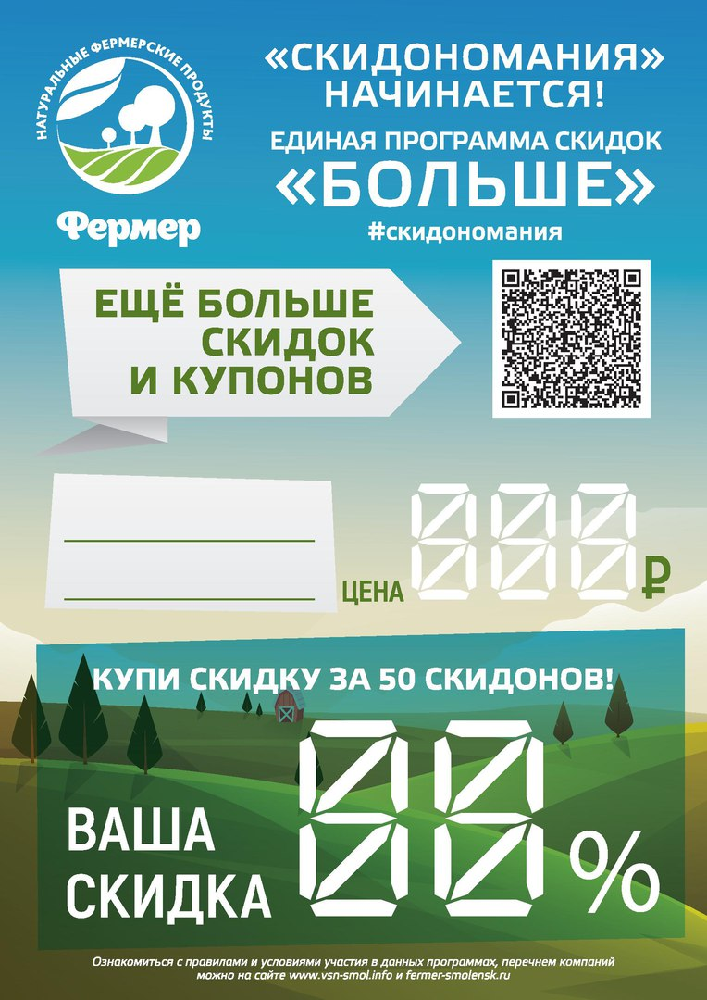 НАТУРАЛЬНЫЕ ФЕРМЕРСКИЕ ПРОДУКТЫ
Фермер
«СКИДОНОМАНИЯ»
НАЧИНАЕТСЯ!
ЕДИНАЯ ПРОГРАММА СКИДОК
«БОЛЬШЕ»
#скидономания
ЕЩЁ БОЛЬШЕ
СКИДОК
И КУПОНОВ
ЦЕНА ₽
КУПИ СКИДКУ ЗА 50 СКИДОНОВ!
ВАША
СКИДКА %
Ознакомиться с правилами и условиями участия в данных программах, перечнем компаний
можно на сайте www.vsn-smol.info и fermer-smolensk.ru